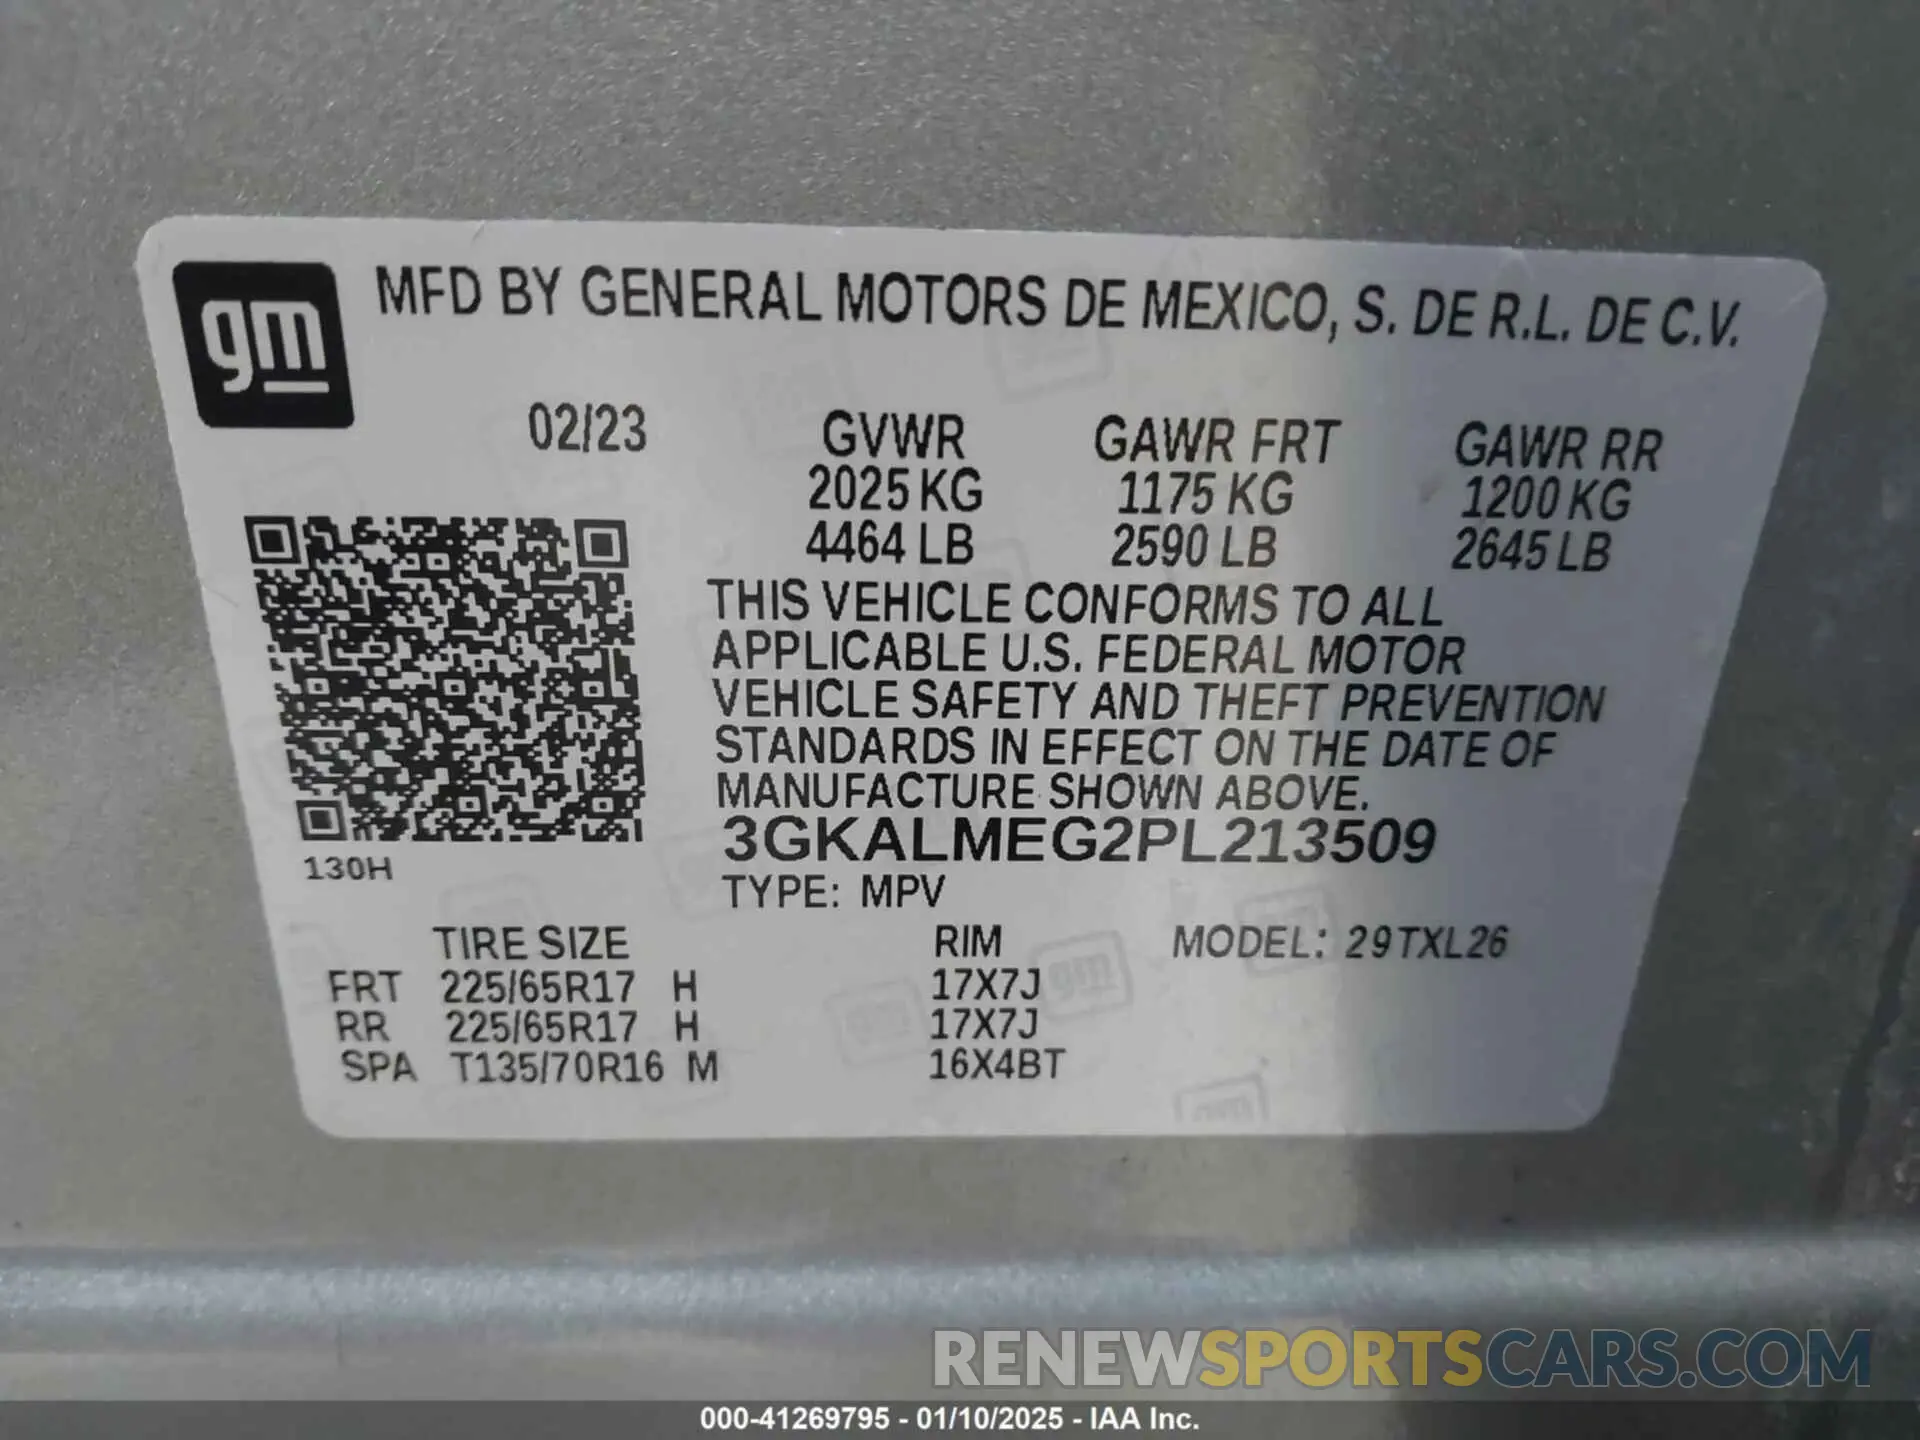 gm
MFD BY GENERAL MOTORS DE MEXICO, S. DE R.L. DE C.V.
02/23 GVWR GAWR FRT GAWR RR
2025 KG 1175 KG 1200 KG
4464 LB 2590 LB 2645 LB
THIS VEHICLE CONFORMS TO ALL
APPLICABLE U.S. FEDERAL MOTOR
VEHICLE SAFETY AND THEFT PREVENTION
STANDARDS IN EFFECT ON THE DATE OF
MANUFACTURE SHOWN ABOVE.
3GKALMEG2PL213509
130H
TYPE: MPV
TIRE SIZE RIM MODEL: 29TXL26
FRT 225/65R17 H 17X7J
RR 225/65R17 H 17X7J
SPA T135/70R16 M 16X4BT
gm
RENEWSPORTSCARS.COM
000-41269795 - 01/10/2025 - IAA Inc.